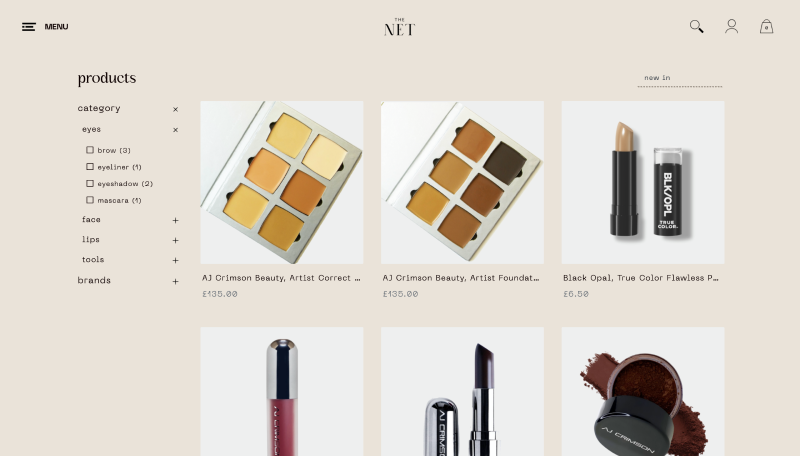 MENU
THE
NET
0
products
new in
category
eyes
brow (3)
eyeliner (1)
eyeshadow (2)
mascara (1)
face
lips
tools
brands
BLK/OPL
TRUE
COLOR.
AJ Crimson Beauty, Artist Correct ...
AJ Crimson Beauty, Artist Foundat...
Black Opal, True Color Flawless P...
£135.00
£135.00
£6.50
AJ CRIMSON
AJ CRIMSON